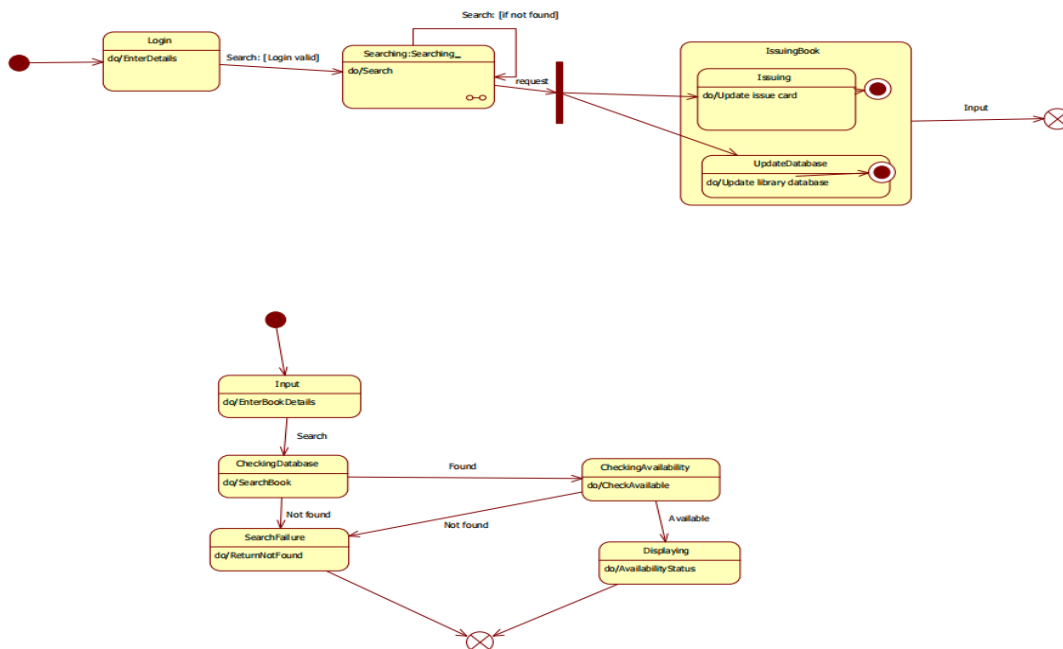 Search: [if not found]
Login
do/EnterDetails
Search: [Login valid]
Searching:Searching_
do/Search
request
IssuingBook
Issuing
do/Update issue card
UpdateDatabase
do/Update library database
Input
Input
do/EnterBookDetails
Search
CheckingDatabase
do/SearchBook
Found
CheckingAvailability
do/CheckAvailable
Not found
Not found
Available
SearchFailure
do/ReturnNotFound
Displaying
do/AvailabilityStatus